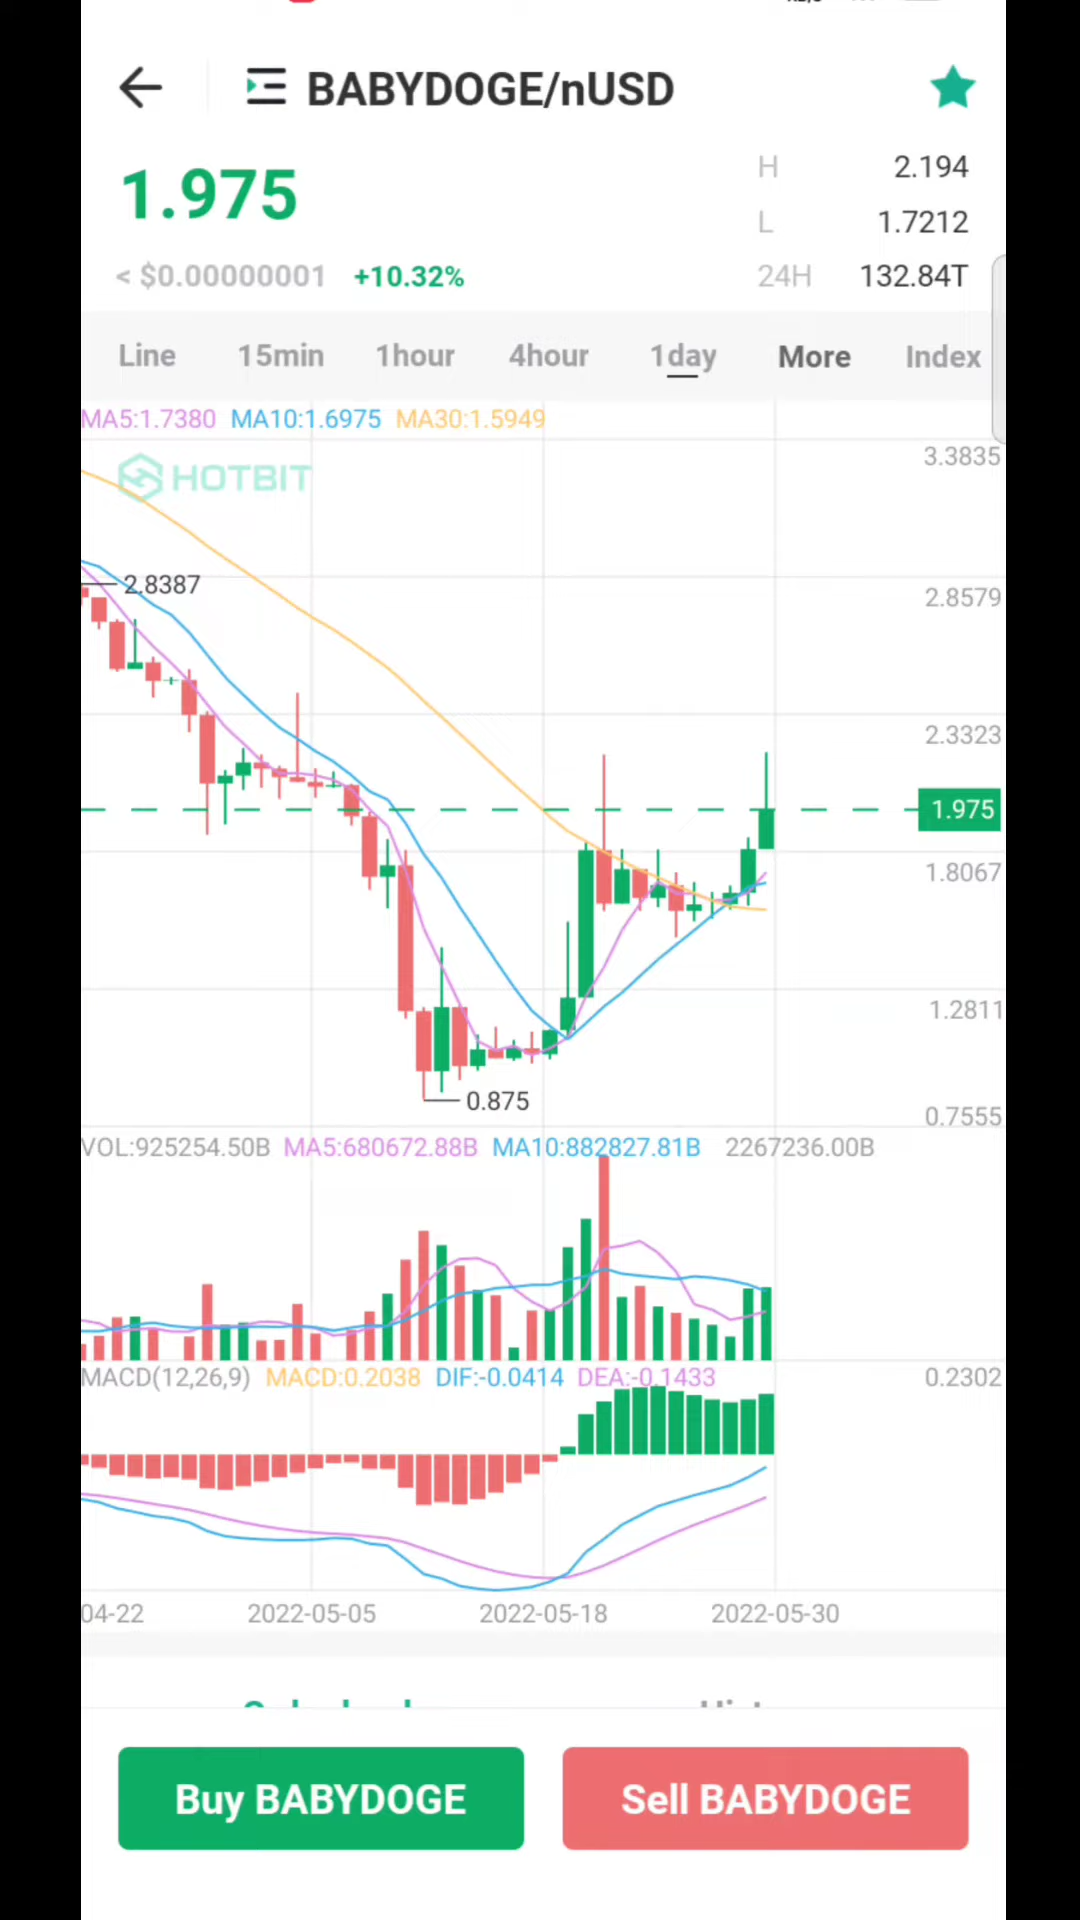 BABYDOGE/nUSD
1.975
H 2.194
L 1.7212
< $0.00000001 +10.32%
24H 132.84T
Line 15min 1hour 4hour 1day More Index
MA5:1.7380 MA10:1.6975 MA30:1.5949
3.3835
HOTBIT
2.8387
2.8579
2.3323
1.975
1.8067
1.2811
0.875
0.7555
VOL:925254.50B MA5:680672.88B MA10:882827.81B 2267236.00B
MACD(12,26,9) MACD:0.2038 DIF:-0.0414 DEA:-0.1433 0.2302
04-22 2022-05-05 2022-05-18 2022-05-30
Buy BABYDOGE Sell BABYDOGE